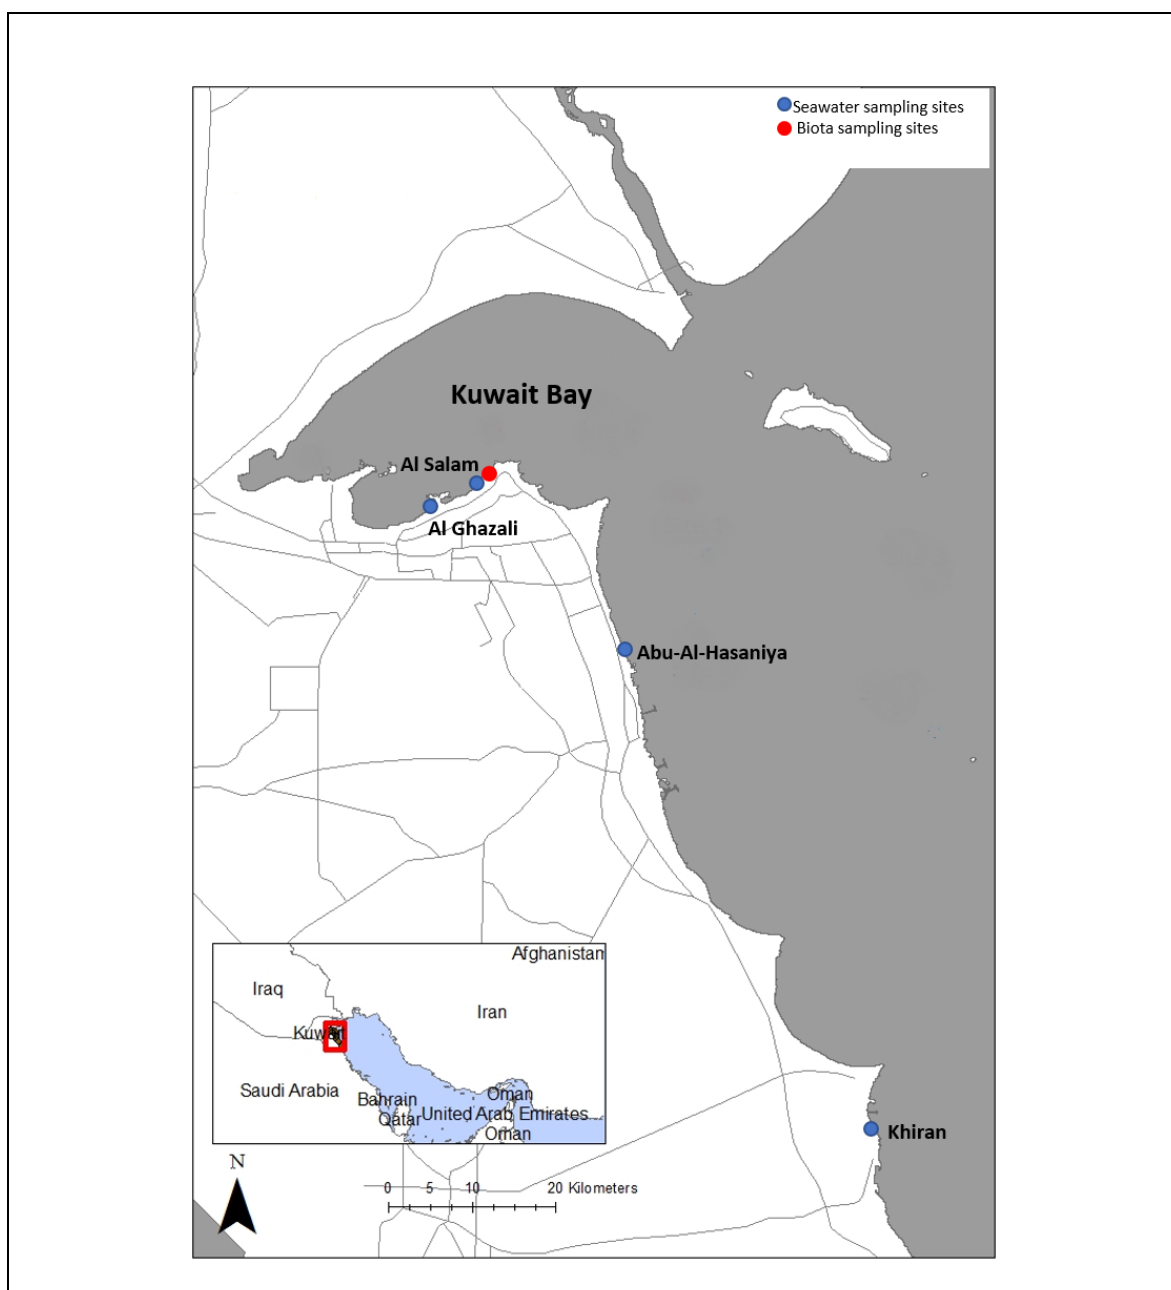 Seawater sampling sites
Biota sampling sites
Kuwait Bay
Al Salam
Al Ghazali
Abu-Al-Hasaniya
Afghanistan
Iraq
Iran
Kuwait
Saudi Arabia
Bahrain
Oman
Qatar
United Arab Emirates
Oman
Khiran
N
0 5 10 20 Kilometers